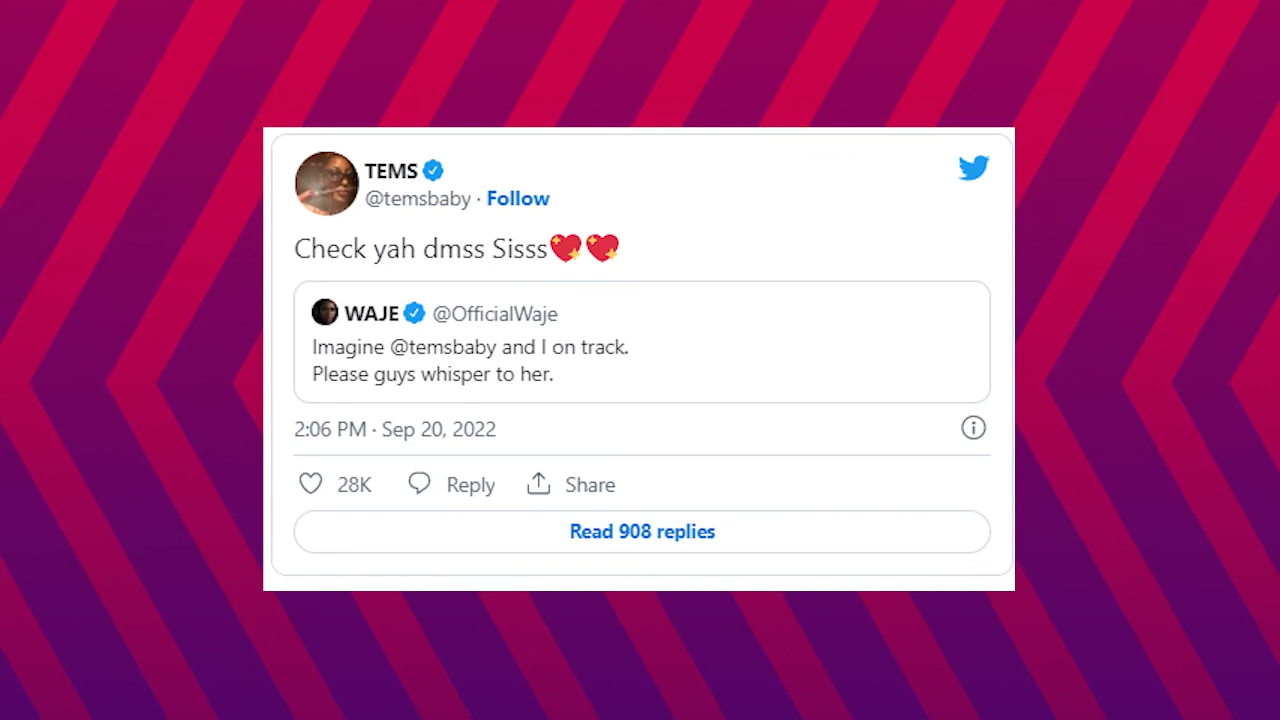 TEMS
@temsbaby · Follow
Check yah dmss Sisss💖💖
WAJE @OfficialWaje
Imagine @temsbaby and I on track.
Please guys whisper to her.
2:06 PM · Sep 20, 2022
28K Reply Share
Read 908 replies